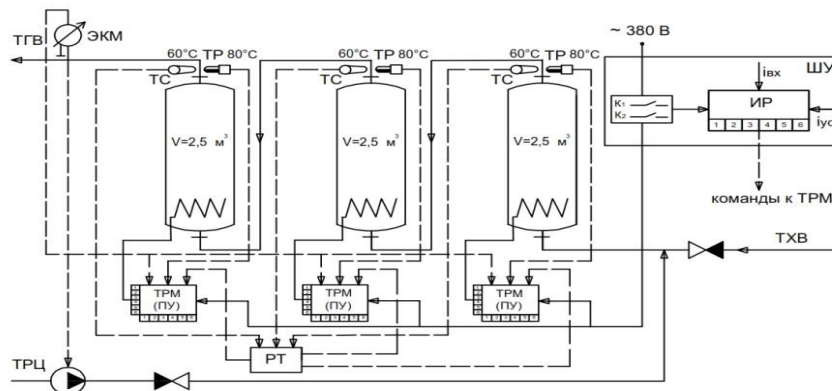 ТГВ
ЭКМ
60°C ТР 80°C
ТС
60°C ТР 80°C
ТС
60°C ТР 80°C
ТС
~ 380 В
ШУ
iвх
К1
К2
ИР
1 2 3 4 5 6
iус
V=2,5 м³
V=2,5 м³
V=2,5 м³
команды к ТРМ
ТХВ
ТРМ
(ПУ)
ТРМ
(ПУ)
ТРМ
(ПУ)
РТ
ТРЦ